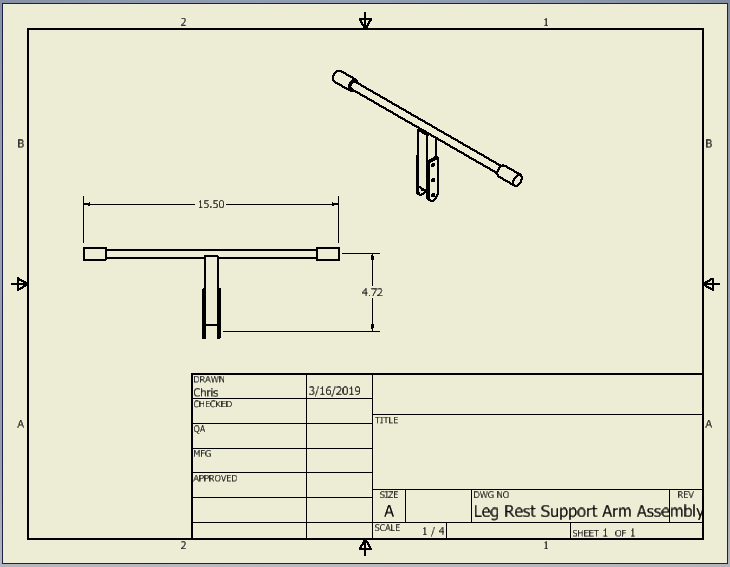 2 1
B B
15.50
4.72
DRAWN
Chris 3/16/2019
CHECKED
A TITLE A
QA
MFG
APPROVED
SIZE DWG NO REV
A Leg Rest Support Arm Assembly
SCALE 1 / 4 SHEET 1 OF 1
2 1